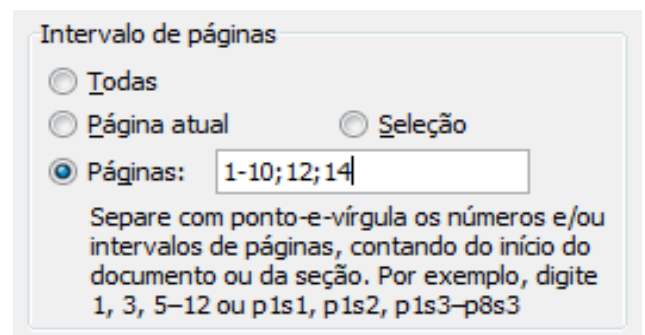 Intervalo de páginas
Todas
Página atual Seleção
Páginas: 1-10;12;14
Separe com ponto-e-vírgula os números e/ou
intervalos de páginas, contando do início do
documento ou da seção. Por exemplo, digite
1, 3, 5–12 ou p1s1, p1s2, p1s3–p8s3